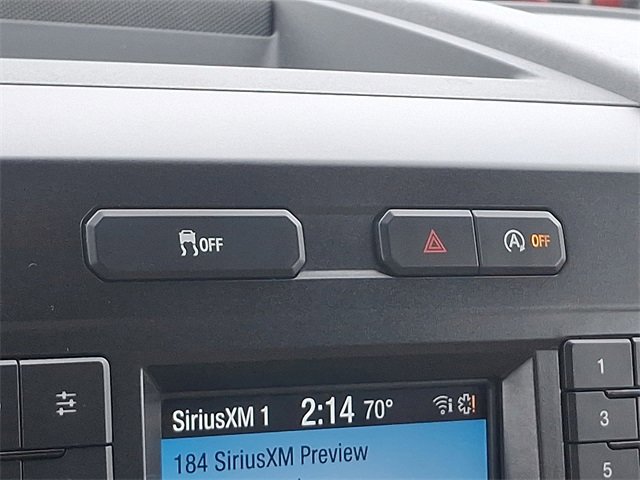 OFF
A OFF
SiriusXM 1 2:14 70°
184 SiriusXM Preview
1
3
5